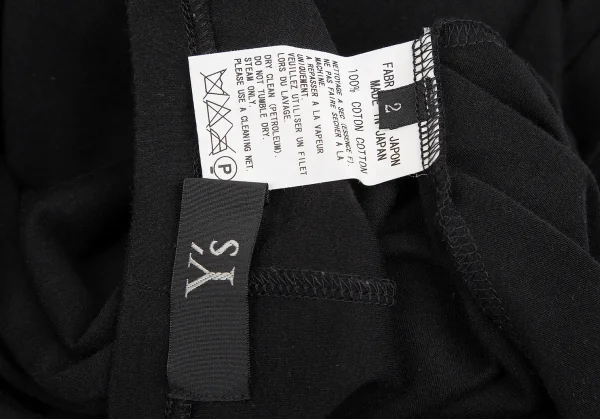 FABR
JAPON
MADE IN JAPAN
2
100% COTON COTTON
NETTOYAGE A SEC (ESSENCE F).
NE PAS FAIRE SECHER A LA
MACHINE.
A REPASSER A LA VAPEUR
UNIQUEMENT.
VEUILLEZ UTILISER UN FILET
LORS DU LAVAGE.
DRY CLEAN (PETROLEUM).
DO NOT TUMBLE DRY.
STEAM ONLY.
PLEASE USE A CLEANING NET.
P
Y's